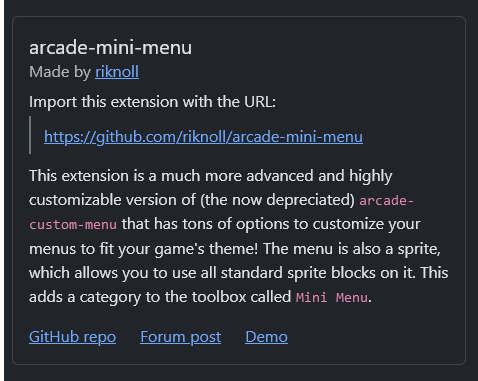 arcade-mini-menu
Made by riknoll
Import this extension with the URL:
https://github.com/riknoll/arcade-mini-menu
This extension is a much more advanced and highly
customizable version of (the now depreciated) arcade-
custom-menu that has tons of options to customize your
menus to fit your game's theme! The menu is also a sprite,
which allows you to use all standard sprite blocks on it. This
adds a category to the toolbox called Mini Menu.
GitHub repo Forum post Demo